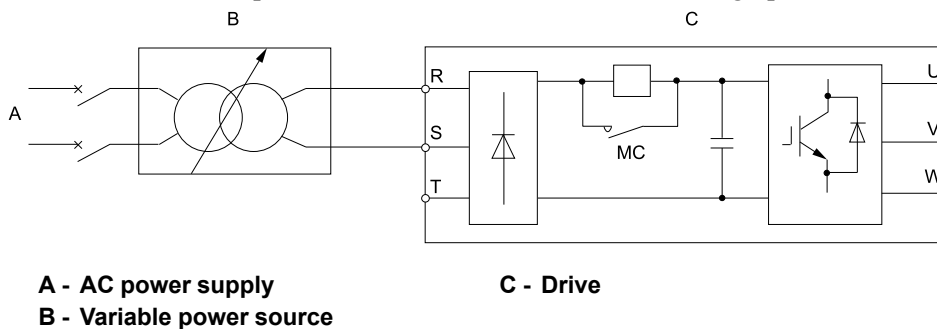 B
C
A
R
S
T
MC
U
V
W
A - AC power supply
B - Variable power source
C - Drive